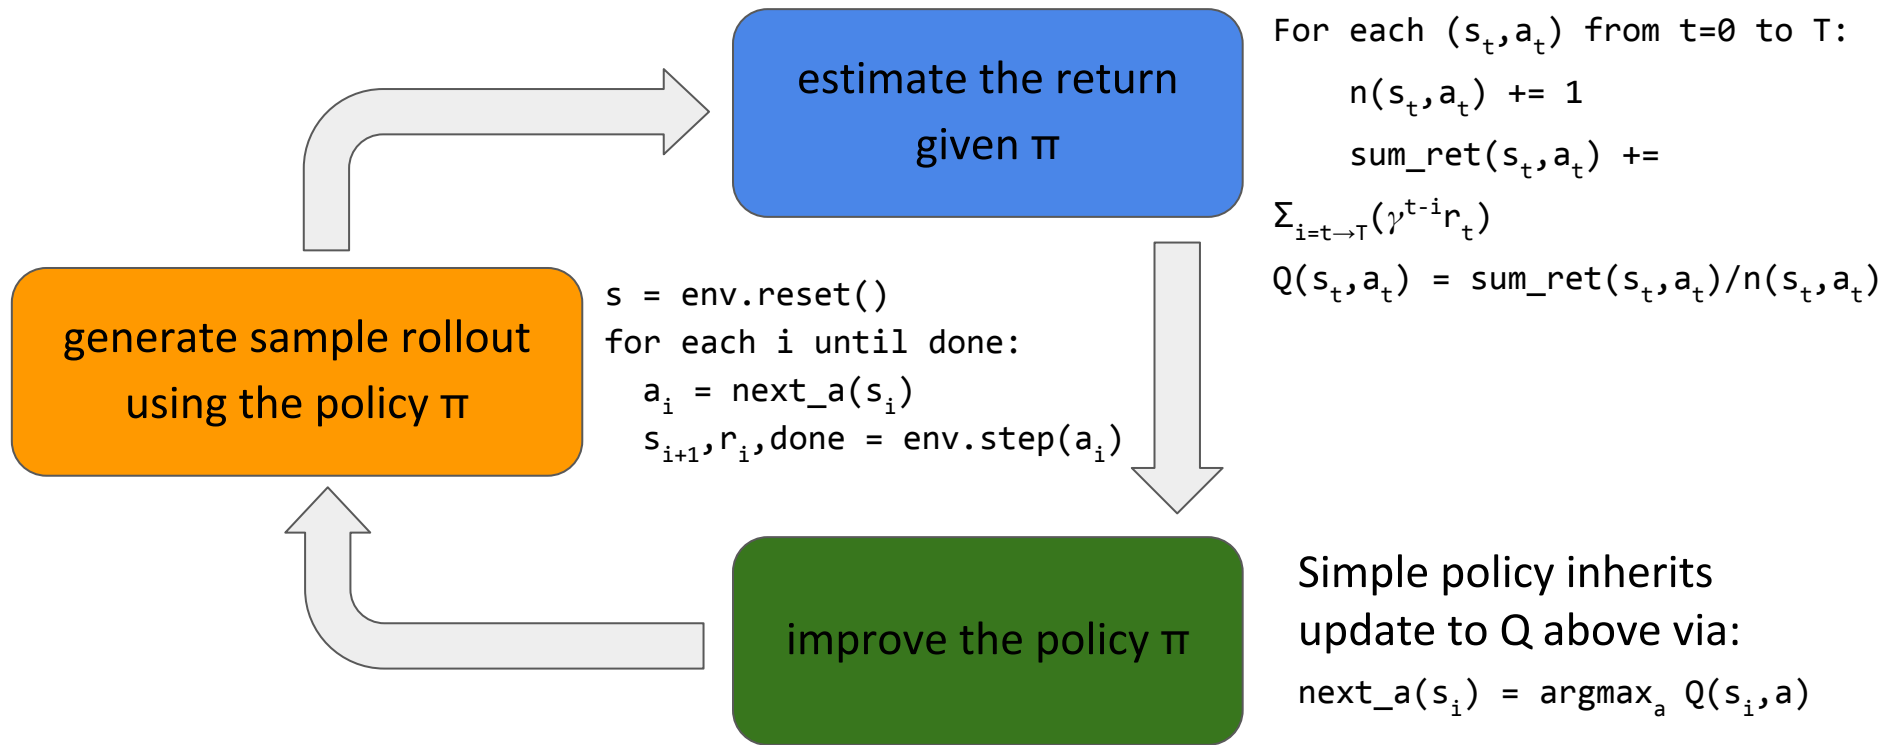 estimate the return
given π
For each (sₜ,aₜ) from t=0 to T:
n(sₜ,aₜ) += 1
sum_ret(sₜ,aₜ) +=
Σᵢ₌ₜ→T(γᵗ⁻ⁱrₜ)
Q(sₜ,aₜ) = sum_ret(sₜ,aₜ)/n(sₜ,aₜ)
generate sample rollout
using the policy π
s = env.reset()
for each i until done:
aᵢ = next_a(sᵢ)
sᵢ₊₁,rᵢ,done = env.step(aᵢ)
improve the policy π
Simple policy inherits
update to Q above via:
next_a(sᵢ) = argmaxₐ Q(sᵢ,a)